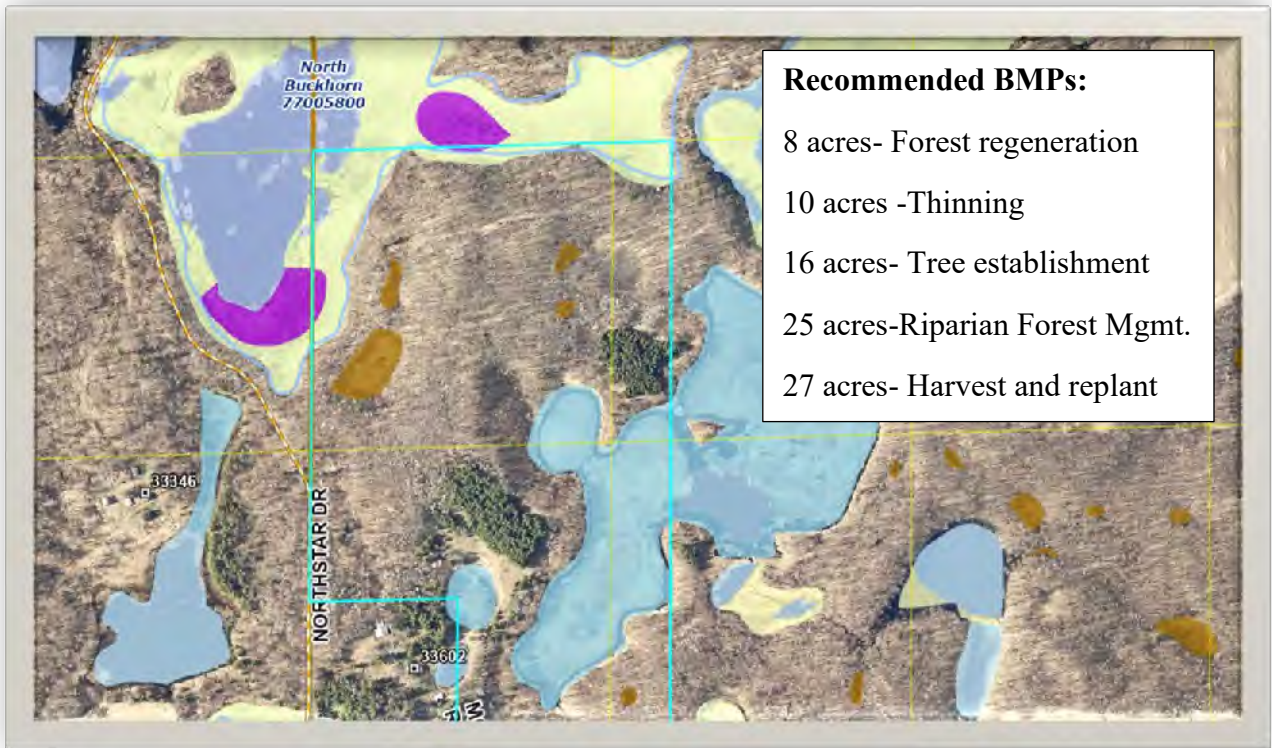 North
Buckhorn
77005800
Recommended BMPs:
8 acres- Forest regeneration
10 acres -Thinning
16 acres- Tree establishment
25 acres-Riparian Forest Mgmt.
27 acres- Harvest and replant
33346
NORTHSTAR DR
33602